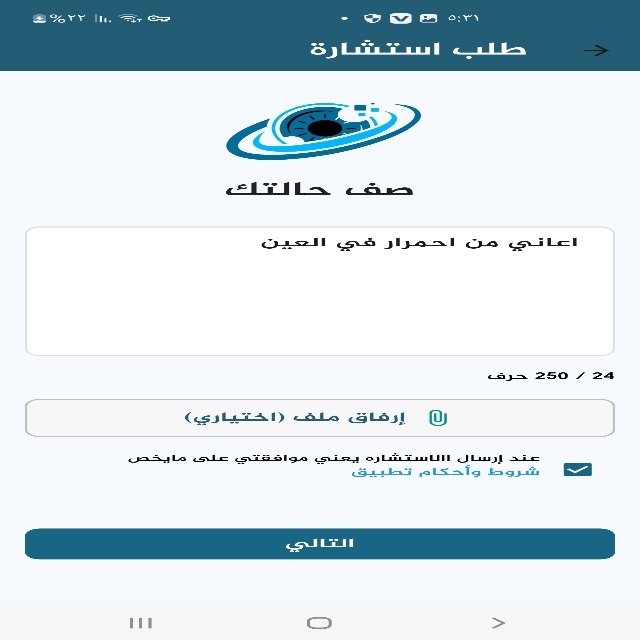 ٥:٣١ %٢٢
طلب استشارة
صف حالتك
اعاني من احمرار في العين
24 / 250 حرف
إرفاق ملف (اختياري)
عند إرسال االاستشاره يعني موافقتي على مايخص
شروط وأحكام تطبيق
التالي